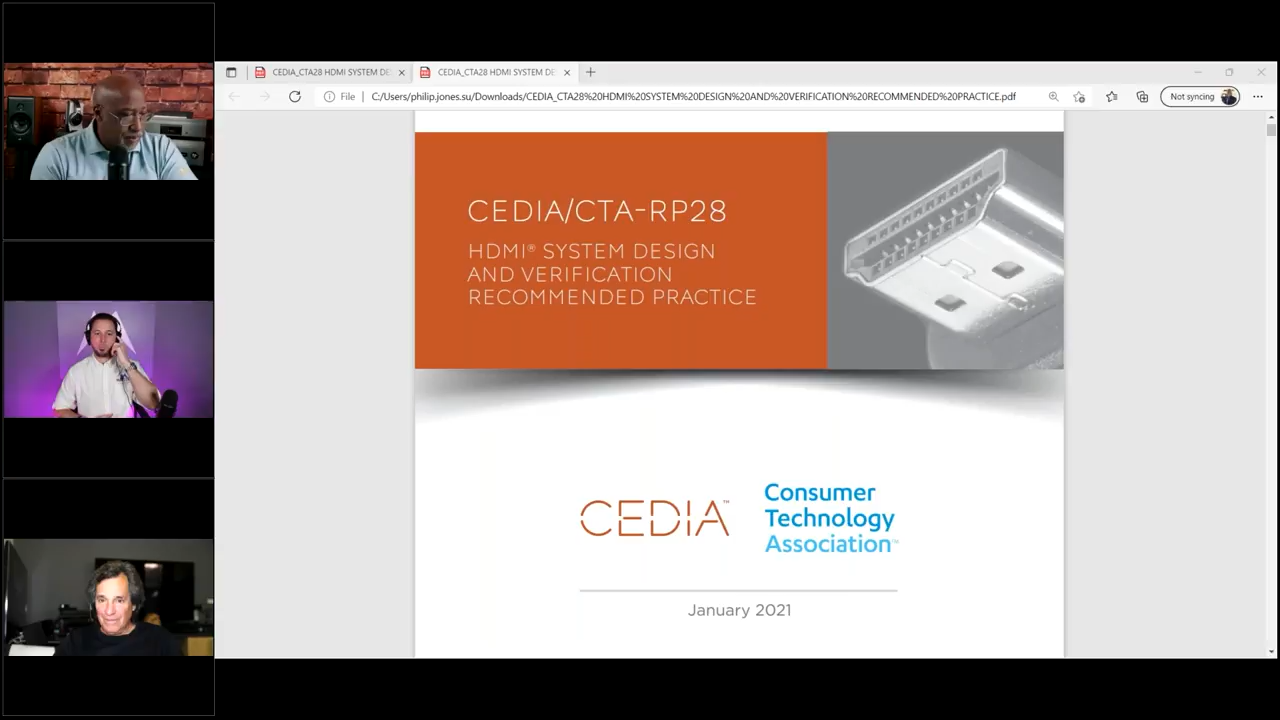 CEDIA_CTA28 HDMI SYSTEM DE
CEDIA_CTA28 HDMI SYSTEM DE
File
C:/Users/philip.jones.su/Downloads/CEDIA_CTA28%20HDMI%20SYSTEM%20DESIGN%20AND%20VERIFICATION%20RECOMMENDED%20PRACTICE.pdf
Not syncing
CEDIA/CTA-RP28
HDMI® SYSTEM DESIGN
AND VERIFICATION
RECOMMENDED PRACTICE
CEDIA™
Consumer
Technology
Association™
January 2021